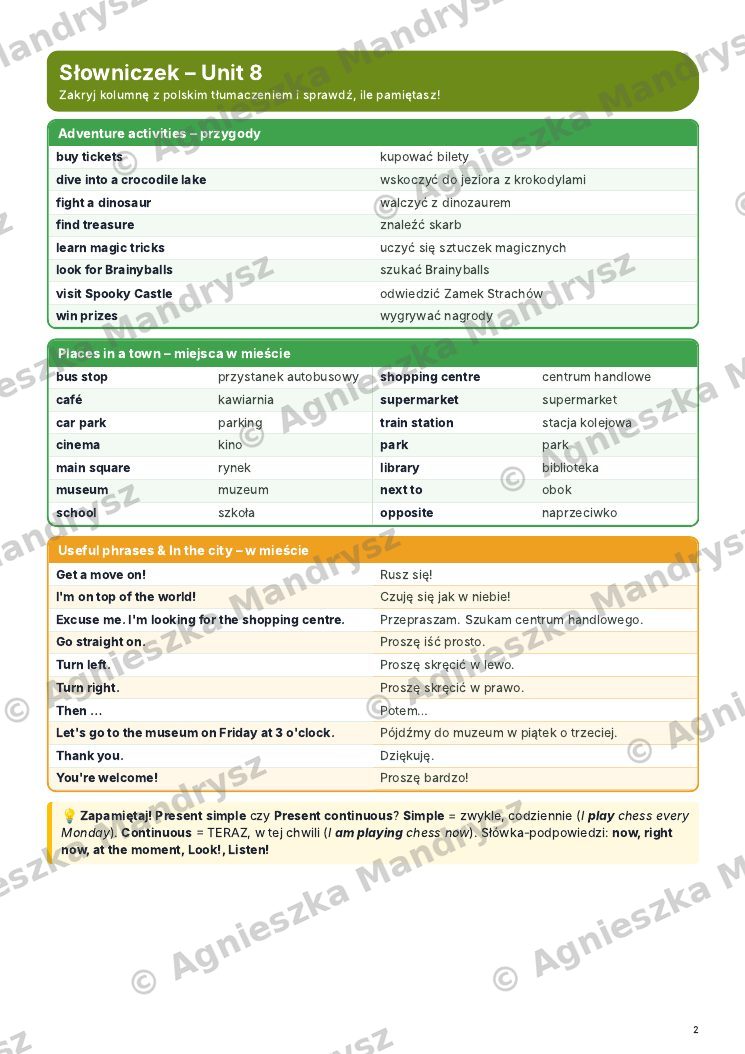 Słowniczek – Unit 8
Zakryj kolumnę z polskim tłumaczeniem i sprawdź, ile pamiętasz!
Adventure activities – przygody
buy tickets kupować bilety
dive into a crocodile lake wskoczyć do jeziora z krokodylami
fight a dinosaur walczyć z dinozaurem
find treasure znaleźć skarb
learn magic tricks uczyć się sztuczek magicznych
look for Brainyballs szukać Brainyballs
visit Spooky Castle odwiedzić Zamek Strachów
win prizes wygrywać nagrody
Places in a town – miejsca w mieście
bus stop przystanek autobusowy shopping centre centrum handlowe
café kawiarnia supermarket supermarket
car park parking train station stacja kolejowa
cinema kino park park
main square rynek library biblioteka
museum muzeum next to obok
school szkoła opposite naprzeciwko
Useful phrases & In the city – w mieście
Get a move on! Rusz się!
I'm on top of the world! Czuję się jak w niebie!
Excuse me. I'm looking for the shopping centre. Przepraszam. Szukam centrum handlowego.
Go straight on. Proszę iść prosto.
Turn left. Proszę skręcić w lewo.
Turn right. Proszę skręcić w prawo.
Then ... Potem...
Let's go to the museum on Friday at 3 o'clock. Pójdźmy do muzeum w piątek o trzeciej.
Thank you. Dziękuję.
You're welcome! Proszę bardzo!
💡 Zapamiętaj! Present simple czy Present continuous? Simple = zwykle, codziennie (I play chess every
Monday). Continuous = TERAZ, w tej chwili (I am playing chess now). Słówka-podpowiedzi: now, right
now, at the moment, Look!, Listen!
2
© Agnieszka Mandrysz